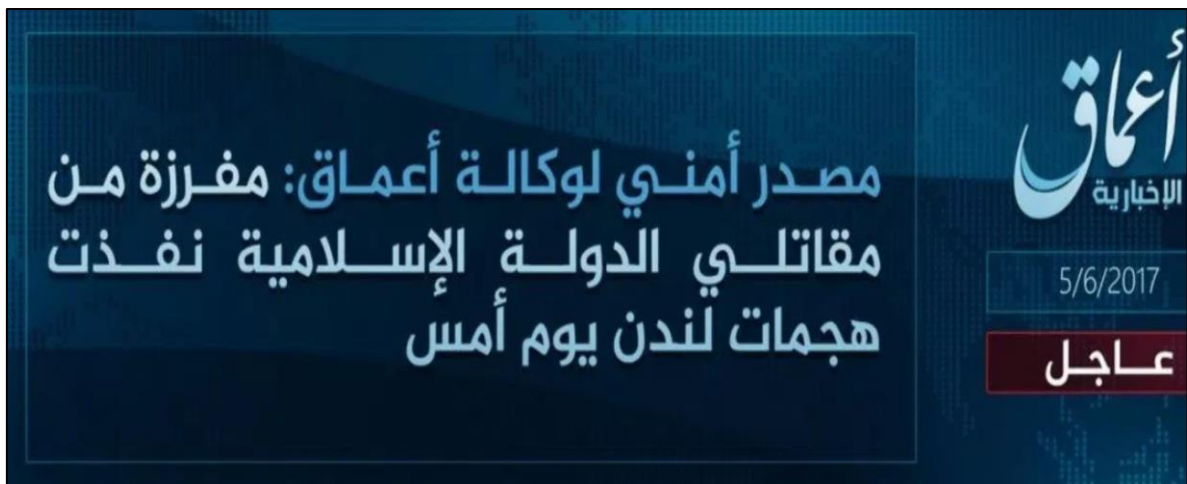 أعماق
الإخبارية
5/6/2017
عاجل
مصدر أمني لوكالة أعماق: مفرزة من
مقاتلي الدولة الإسلامية نفذت
هجمات لندن يوم أمس